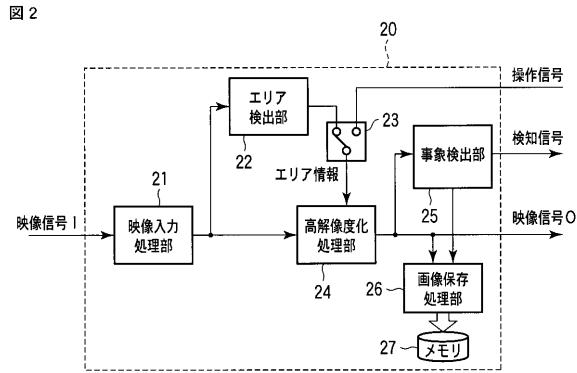 図2
20
操作信号
エリア
検出部
22
23
エリア情報
事象検出部
検知信号
25
21
映像信号I
映像入力
処理部
高解像度化
処理部
24
映像信号O
26
画像保存
処理部
27
メモリ